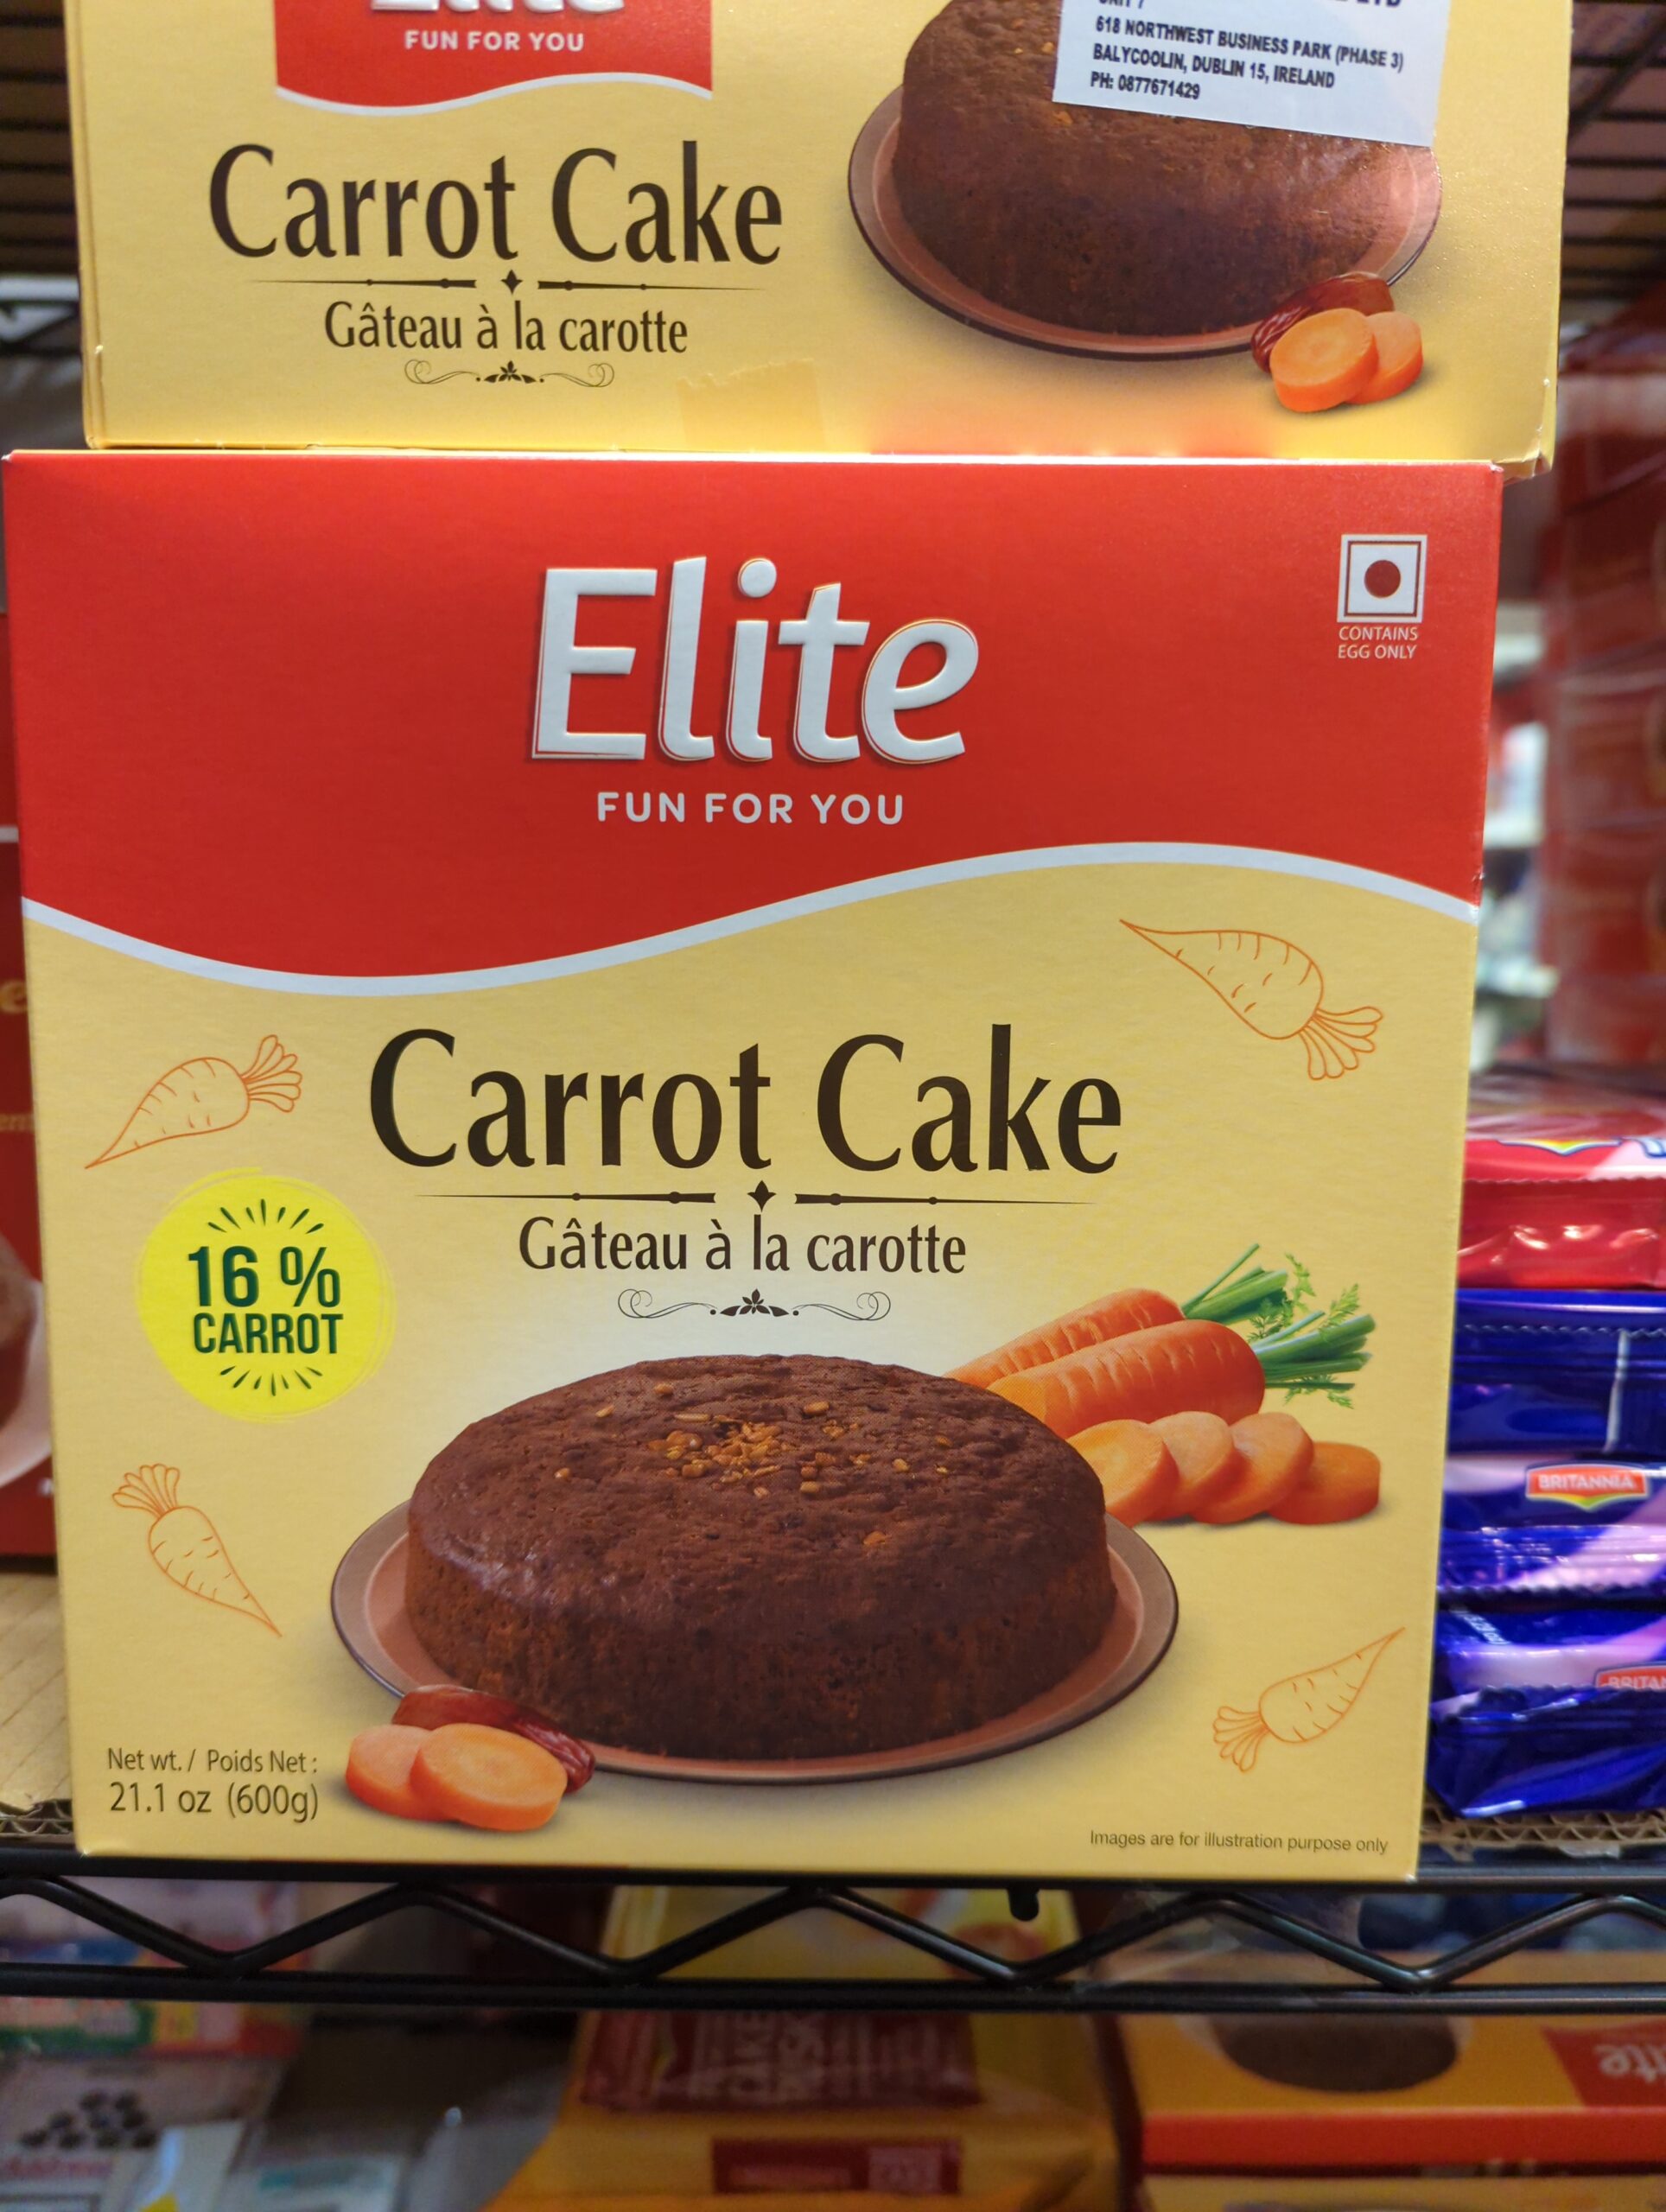 FUN FOR YOU
618 NORTHWEST BUSINESS PARK (PHASE 3)
BALYCOOLIN, DUBLIN 15, IRELAND
PH: 0877671429
Carrot Cake
Gâteau à la carotte
Elite
FUN FOR YOU
CONTAINS
EGG ONLY
Carrot Cake
Gâteau à la carotte
16 %
CARROT
Net wt. / Poids Net :
21.1 oz (600g)
Images are for illustration purpose only
BRITANNIA